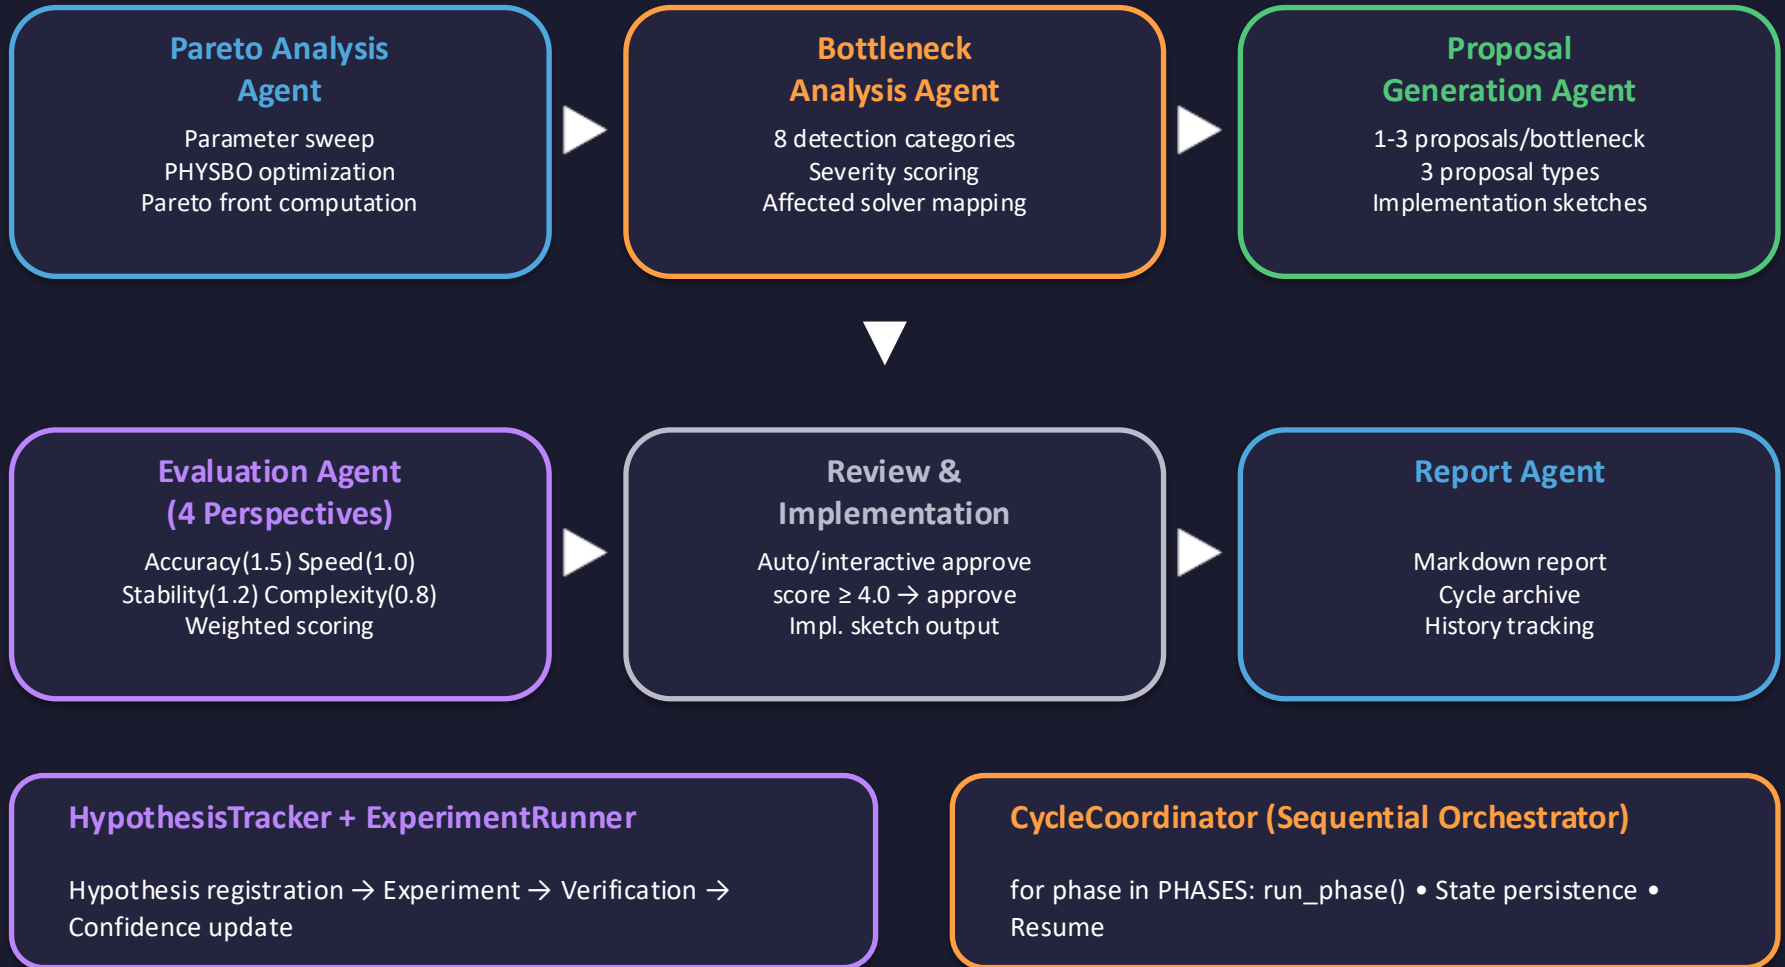 Pareto Analysis
Agent
Parameter sweep
PHYSBO optimization
Pareto front computation
Bottleneck
Analysis Agent
8 detection categories
Severity scoring
Affected solver mapping
Proposal
Generation Agent
1-3 proposals/bottleneck
3 proposal types
Implementation sketches
Evaluation Agent
(4 Perspectives)
Accuracy(1.5) Speed(1.0)
Stability(1.2) Complexity(0.8)
Weighted scoring
Review &
Implementation
Auto/interactive approve
score ≥ 4.0 → approve
Impl. sketch output
Report Agent
Markdown report
Cycle archive
History tracking
HypothesisTracker + ExperimentRunner
Hypothesis registration → Experiment → Verification →
Confidence update
CycleCoordinator (Sequential Orchestrator)
for phase in PHASES: run_phase() • State persistence •
Resume